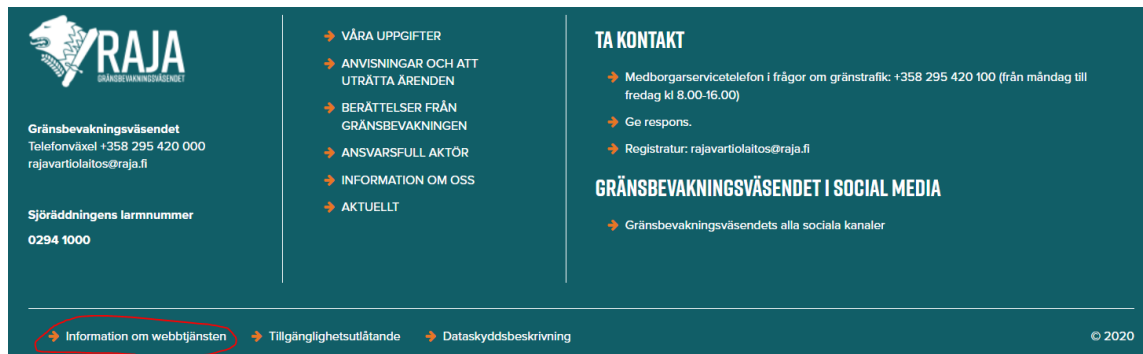 RAJA
GRÄNSBEVAKNINGSVÄSENDET
Gränsbevakningsväsendet
Telefonväxel +358 295 420 000
rajavartiolaitos@raja.fi
Sjöräddningens larmnummer
0294 1000
VÅRA UPPGIFTER
ANVISNINGAR OCH ATT
UTRÄTTA ÄRENDEN
BERÄTTELSER FRÅN
GRÄNSBEVAKNINGEN
ANSVARSFULL AKTÖR
INFORMATION OM OSS
AKTUELLT
TA KONTAKT
Medborgarservicetelefon i frågor om gränstrafik: +358 295 420 100 (från måndag till
fredag kl 8.00-16.00)
Ge respons.
Registratur: rajavartiolaitos@raja.fi
GRÄNSBEVAKNINGSVÄSENDET I SOCIAL MEDIA
Gränsbevakningsväsendets alla sociala kanaler
Information om webbtjänsten
Tillgänglighetsutlåtande
Dataskyddsbeskrivning
© 2020